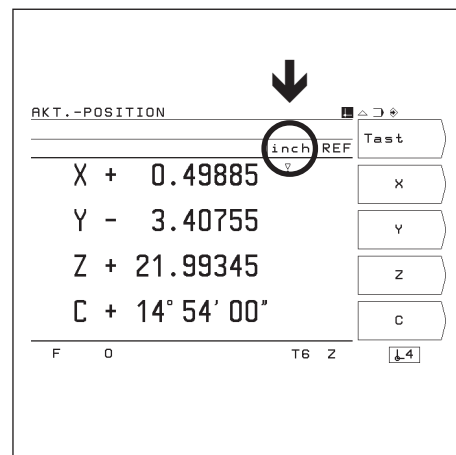 AKT.-POSITION
Tast
inch REF
X + 0.49885
X
Y - 3.40755
Y
Z + 21.99345
Z
C + 14° 54' 00"
C
F 0 T6 Z 4